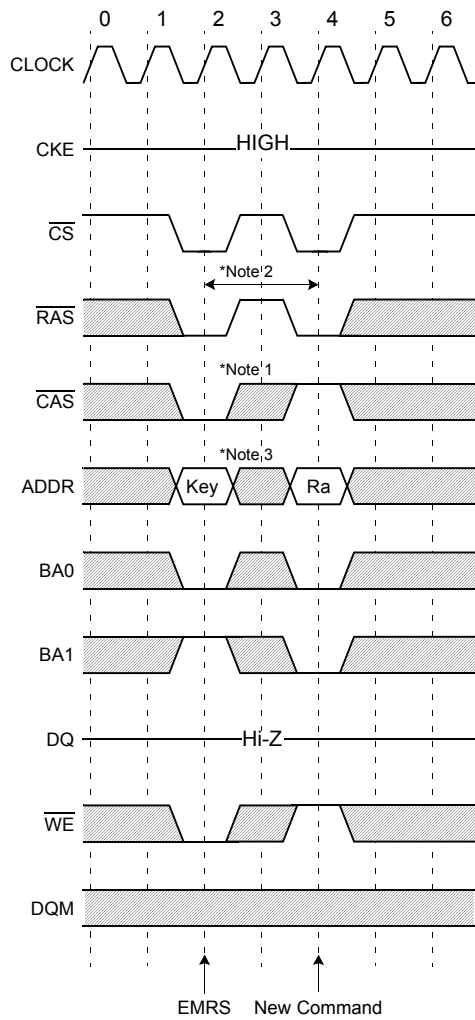 0 1 2 3 4 5 6
CLOCK
CKE HIGH
CS
*Note 2
RAS
*Note 1
CAS
*Note 3
ADDR Key Ra
BA0
BA1
DQ Hi-Z
WE
DQM
EMRS New Command